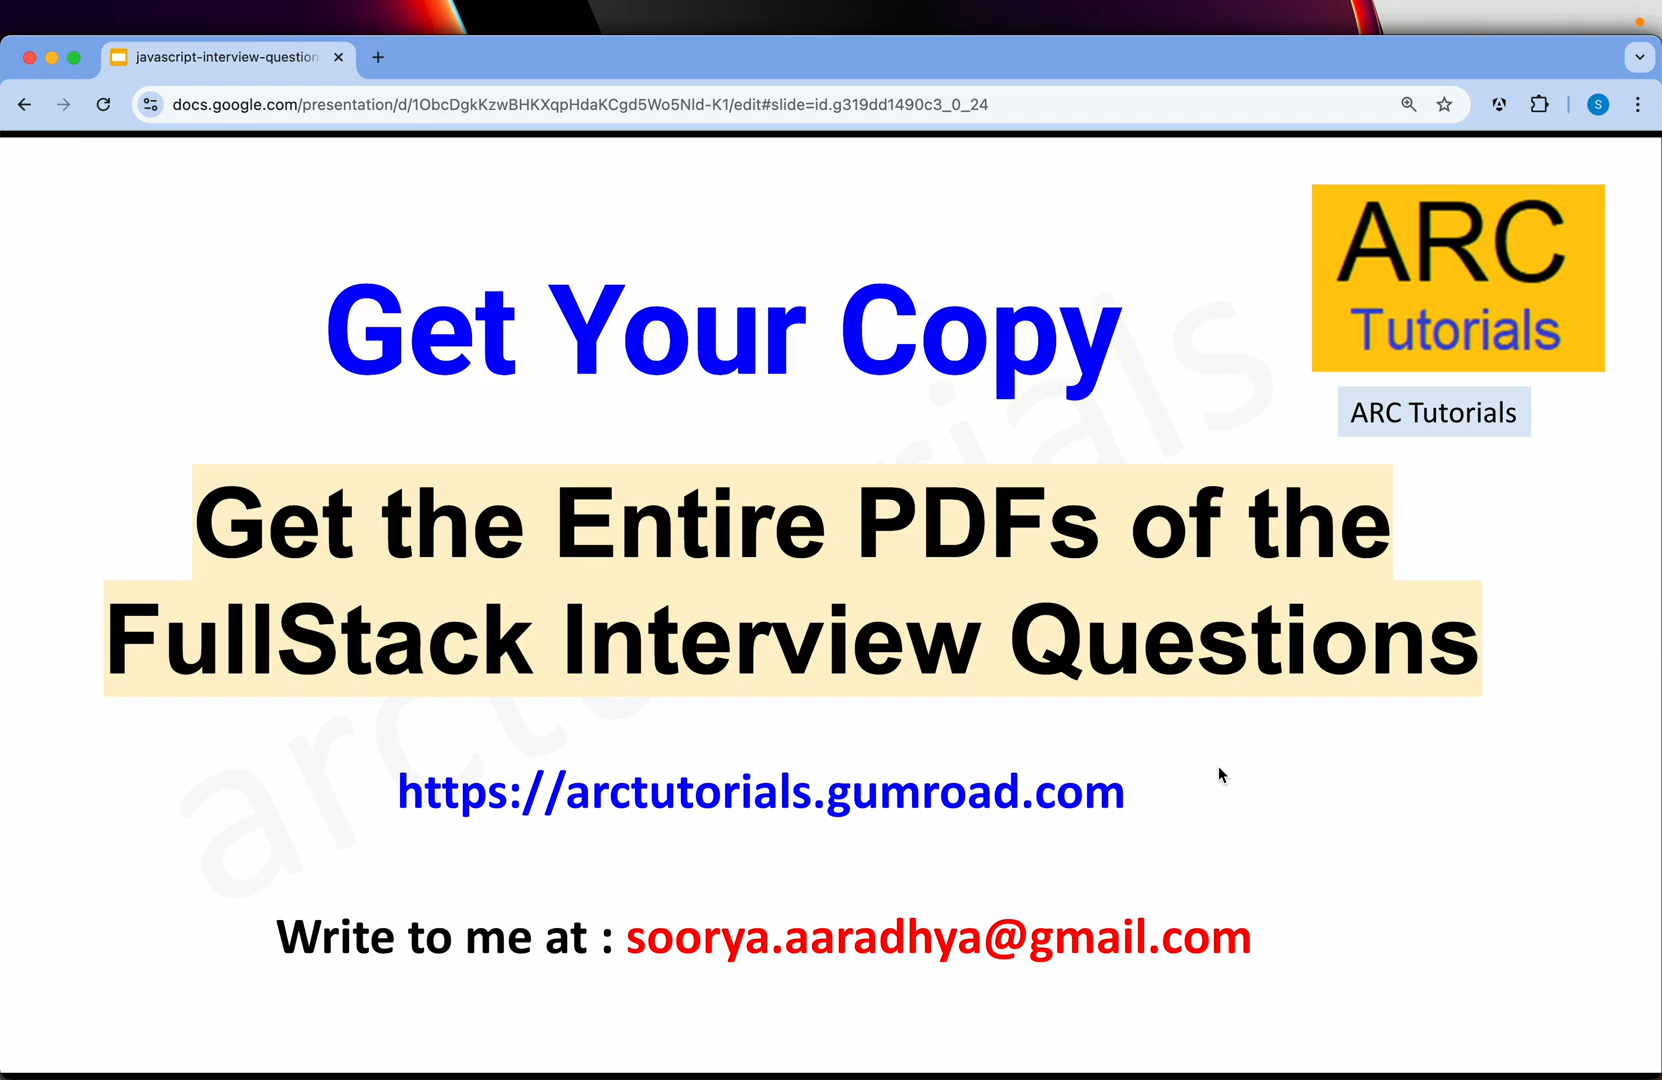 javascript-interview-question
docs.google.com/presentation/d/1ObcDgkKzwBHKXqpHdaKCgd5Wo5Nld-K1/edit#slide=id.g319dd1490c3_0_24
S
ARC
Tutorials
ARC Tutorials
Get Your Copy
Get the Entire PDFs of the
FullStack Interview Questions
https://arctutorials.gumroad.com
Write to me at : soorya.aaradhya@gmail.com